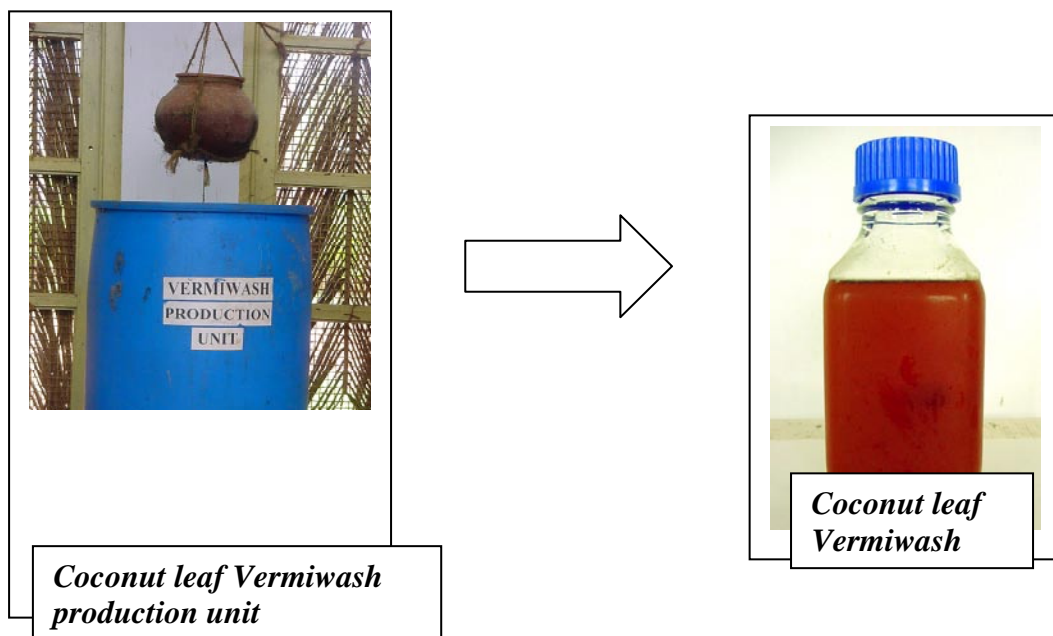 VERMIWASH
PRODUCTION
UNIT
Coconut leaf Vermiwash
production unit
Coconut leaf
Vermiwash